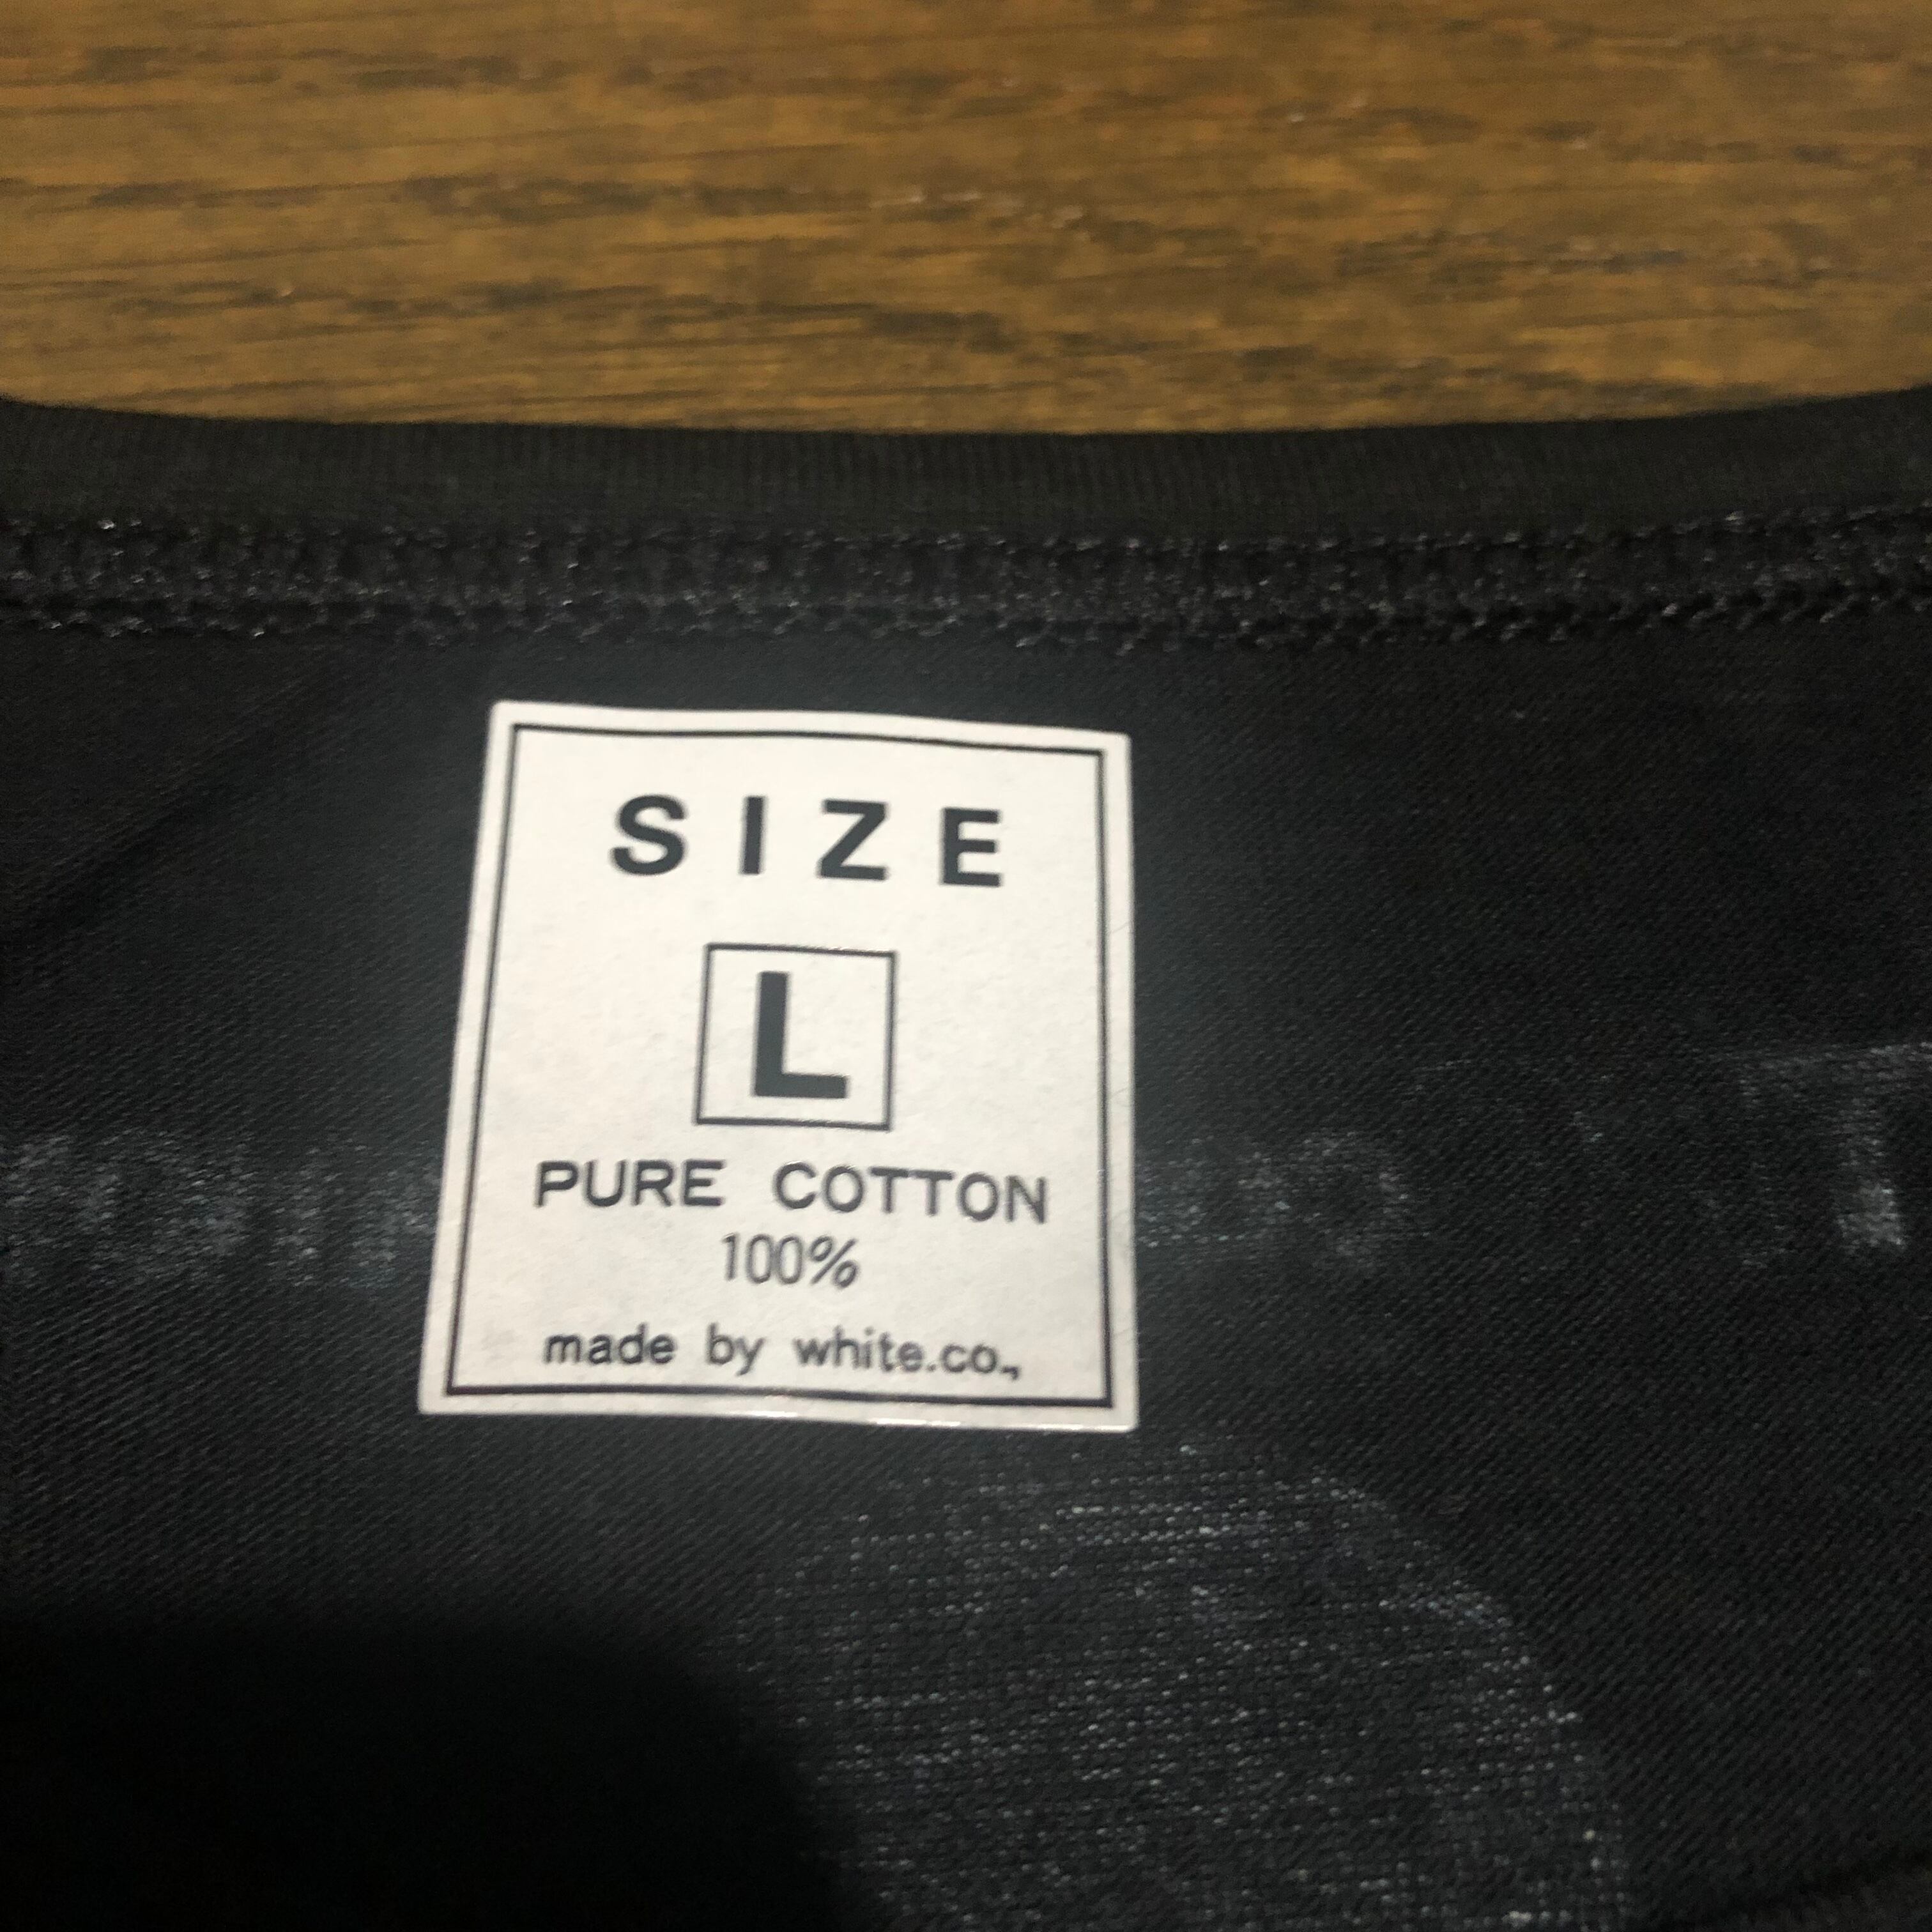 SIZE
L
PURE COTTON
100%
made by white.co.,